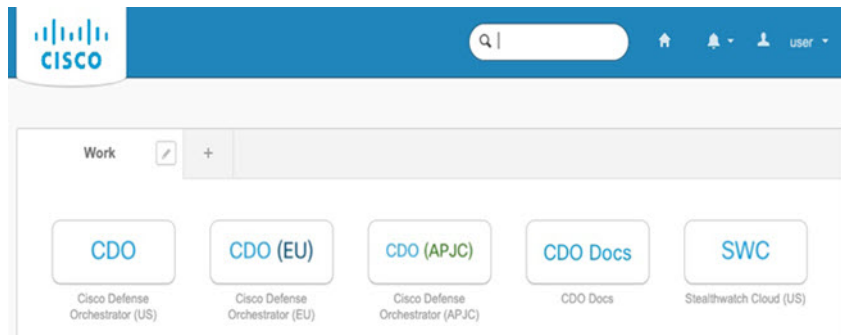 CISCO
user
Work
+
CDO
CDO (EU)
CDO (APJC)
CDO Docs
SWC
Cisco Defense
Orchestrator (US)
Cisco Defense
Orchestrator (EU)
Cisco Defense
Orchestrator (APJC)
CDO Docs
Stealthwatch Cloud (US)